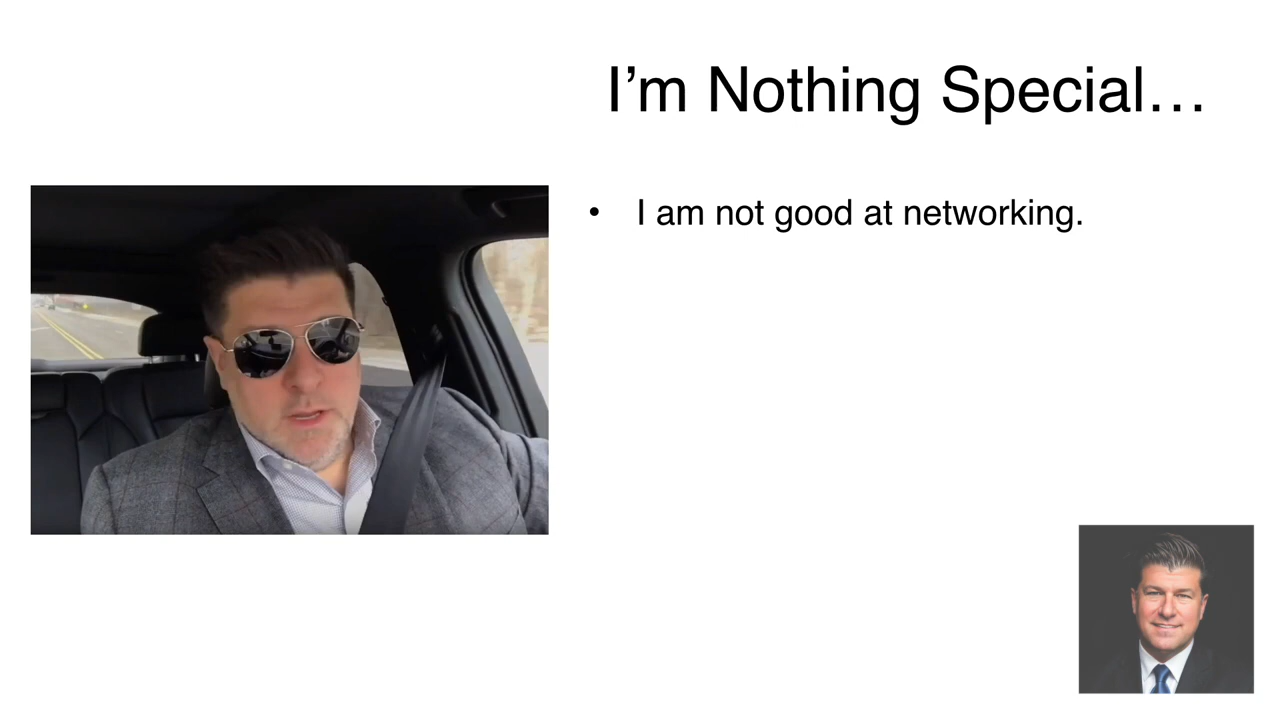 I’m Nothing Special…
• I am not good at networking.